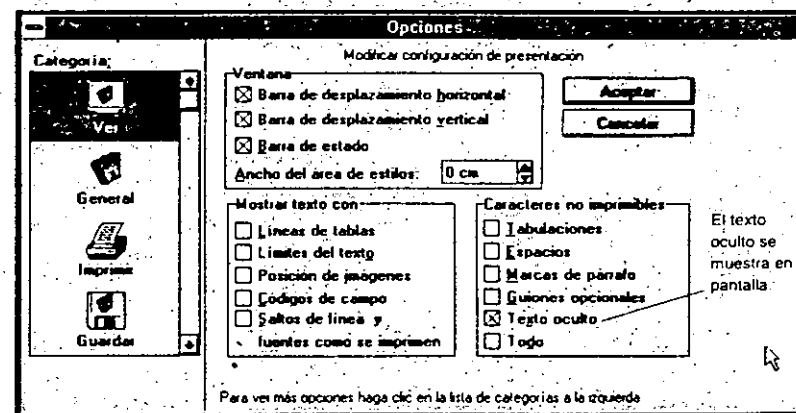 Opciones
Categoría:
Ver
General
Imprimir
Guardar
Modificar configuración de presentación
Ventana
Barra de desplazamiento horizontal
Barra de desplazamiento vertical
Barra de estado
Ancho del área de estilos: 0 cm
Aceptar
Cancelar
Mostrar texto con
Líneas de tablas
Límites del texto
Posición de imágenes
Códigos de campo
Saltos de línea y
fuentes como se imprimen
Caracteres no imprimibles
Tabulaciones
Espacios
Marcas de párrafo
Guiones opcionales
Texto oculto
Todo
El texto
oculto se
muestra en
pantalla
Para ver más opciones haga clic en la lista de categorías a la izquierda